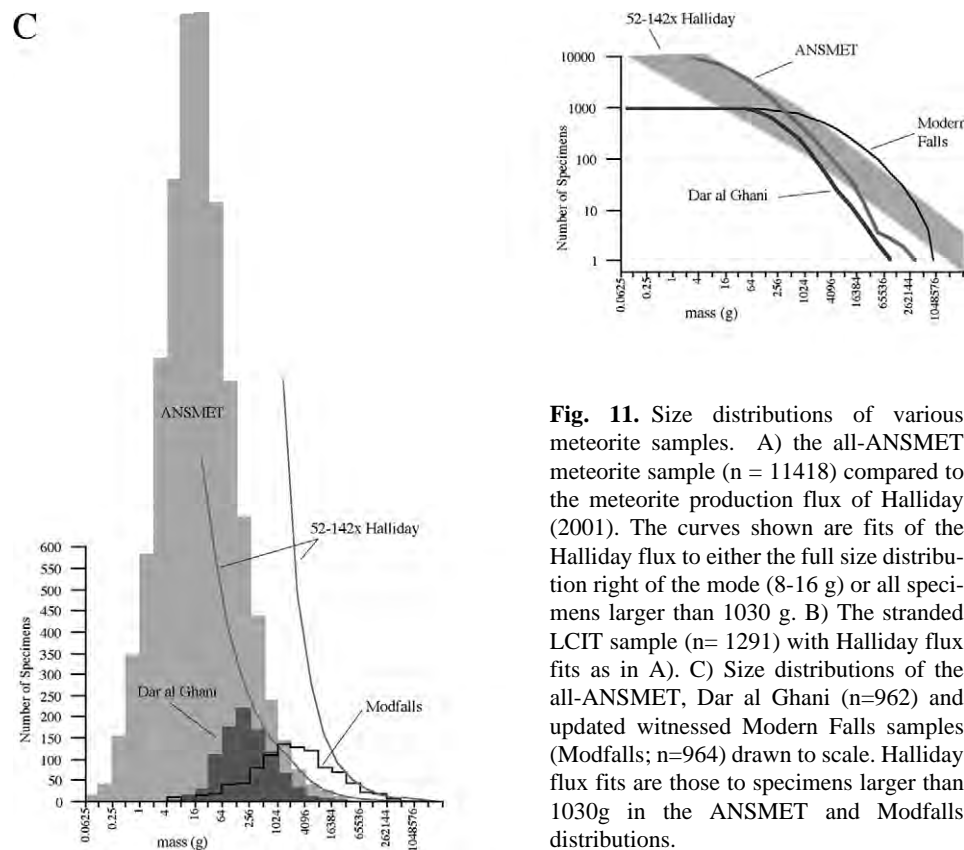 C
ANSMET
52-142x Halliday
Dar al Ghani
Modfalls
Number of Specimens
600
550
500
450
400
350
300
250
200
150
100
50
0
0.0625
0.25
1
4
16
64
256
1024
4096
16384
65536
262144
1048576
mass (g)
52-142x Halliday
ANSMET
Modern
Falls
Dar al Ghani
Number of Specimens
10000
1000
100
10
1
0.0625
0.25
1
4
16
64
256
1024
4096
16384
65536
262144
1048576
mass (g)
Fig. 11. Size distributions of various
meteorite samples. A) the all-ANSMET
meteorite sample (n = 11418) compared to
the meteorite production flux of Halliday
(2001). The curves shown are fits of the
Halliday flux to either the full size distribu-
tion right of the mode (8-16 g) or all speci-
mens larger than 1030 g. B) The stranded
LCIT sample (n= 1291) with Halliday flux
fits as in A). C) Size distributions of the
all-ANSMET, Dar al Ghani (n=962) and
updated witnessed Modern Falls samples
(Modfalls; n=964) drawn to scale. Halliday
flux fits are those to specimens larger than
1030g in the ANSMET and Modfalls
distributions.